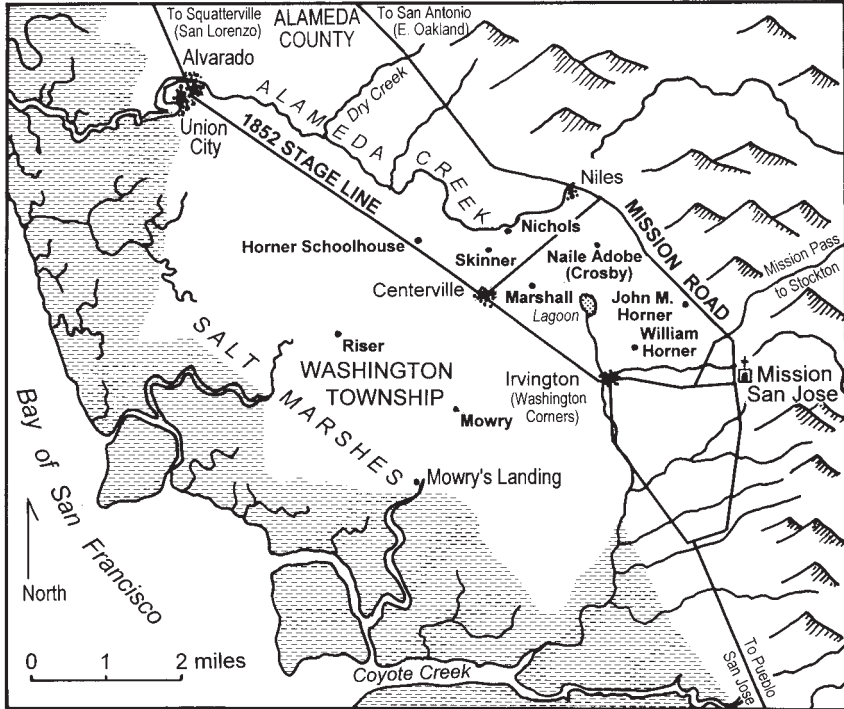 To Squatterville
(San Lorenzo)
ALAMEDA
COUNTY
To San Antonio
(E. Oakland)
Alvarado
Union
City
Dry Creek
ALAMEDA CREEK
1852 STAGE LINE
Niles
Nichols
Horner Schoolhouse
Skinner
Naile Adobe
(Crosby)
MISSION ROAD
Mission Pass
to Stockton
Centerville
Marshall
Lagoon
John M.
Horner
William
Horner
Riser
SALT MARSHES
WASHINGTON
TOWNSHIP
Irvington
(Washington
Corners)
Mission
San Jose
Mowry
Mowry's Landing
Bay of San Francisco
North
0 1 2 miles
Coyote Creek
To Pueblo
San Jose